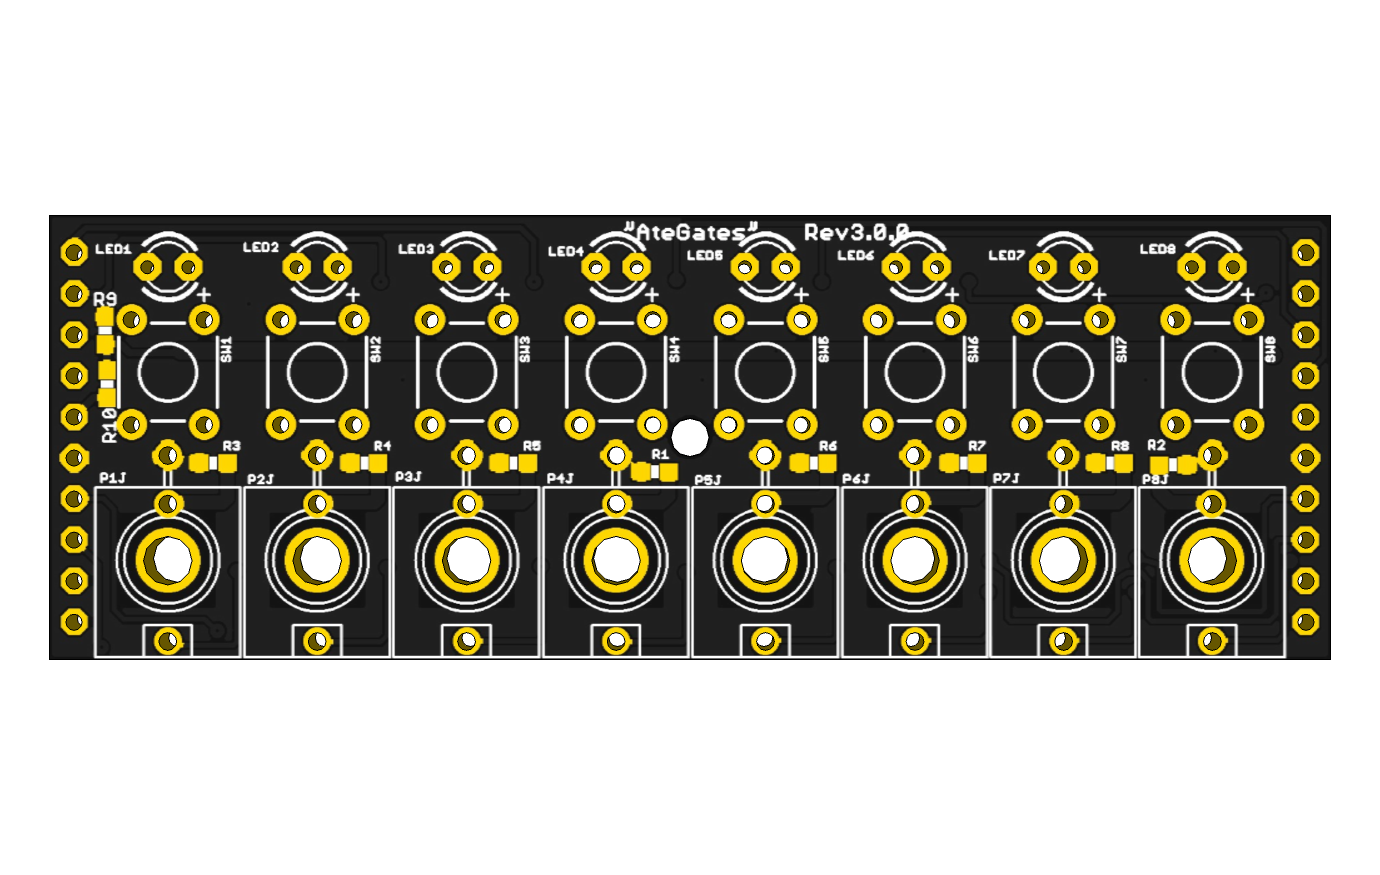 "AteGates" Rev3.0.0
LED1 LED2 LED3 LED4 LED5 LED6 LED7 LED8
R9
+ + + + + + + +
SW1 SW2 SW3 SW4 SW5 SW6 SW7 SW8
R10
R3 R4 R5 R1 R6 R7 R8 R2
P1J P2J P3J P4J P5J P6J P7J P8J